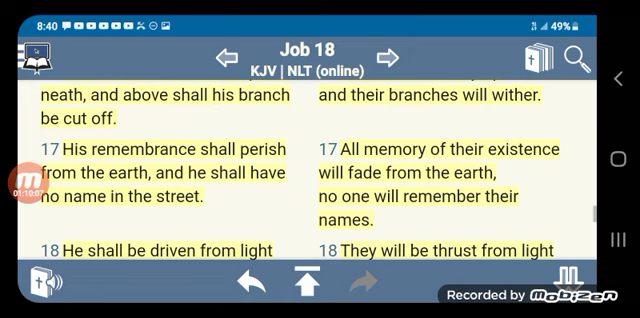 8:40
49%
Job 18
KJV | NLT (online)
neath, and above shall his branch
be cut off.
17 His remembrance shall perish
from the earth, and he shall have
no name in the street.
18 He shall be driven from light
and their branches will wither.
17 All memory of their existence
will fade from the earth,
no one will remember their
names.
18 They will be thrust from light
01:10:07
Recorded by Mobizen